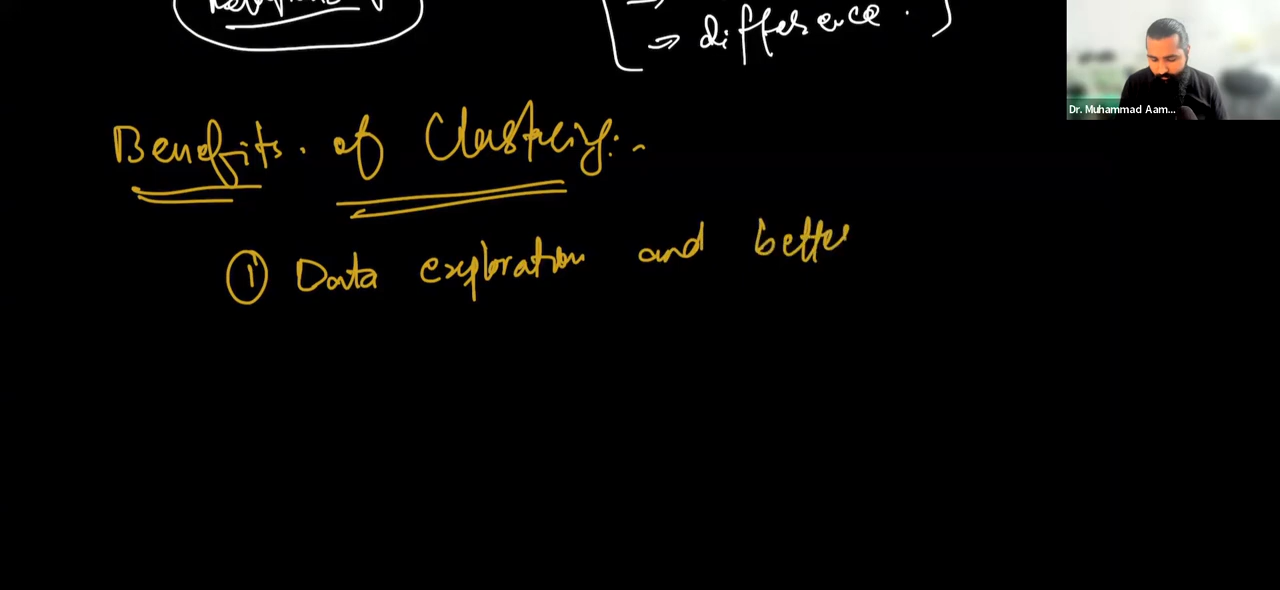 ⇒ difference.
Dr. Muhammad Aam...
Benefits. of Clustering:-
① Data exploration and better